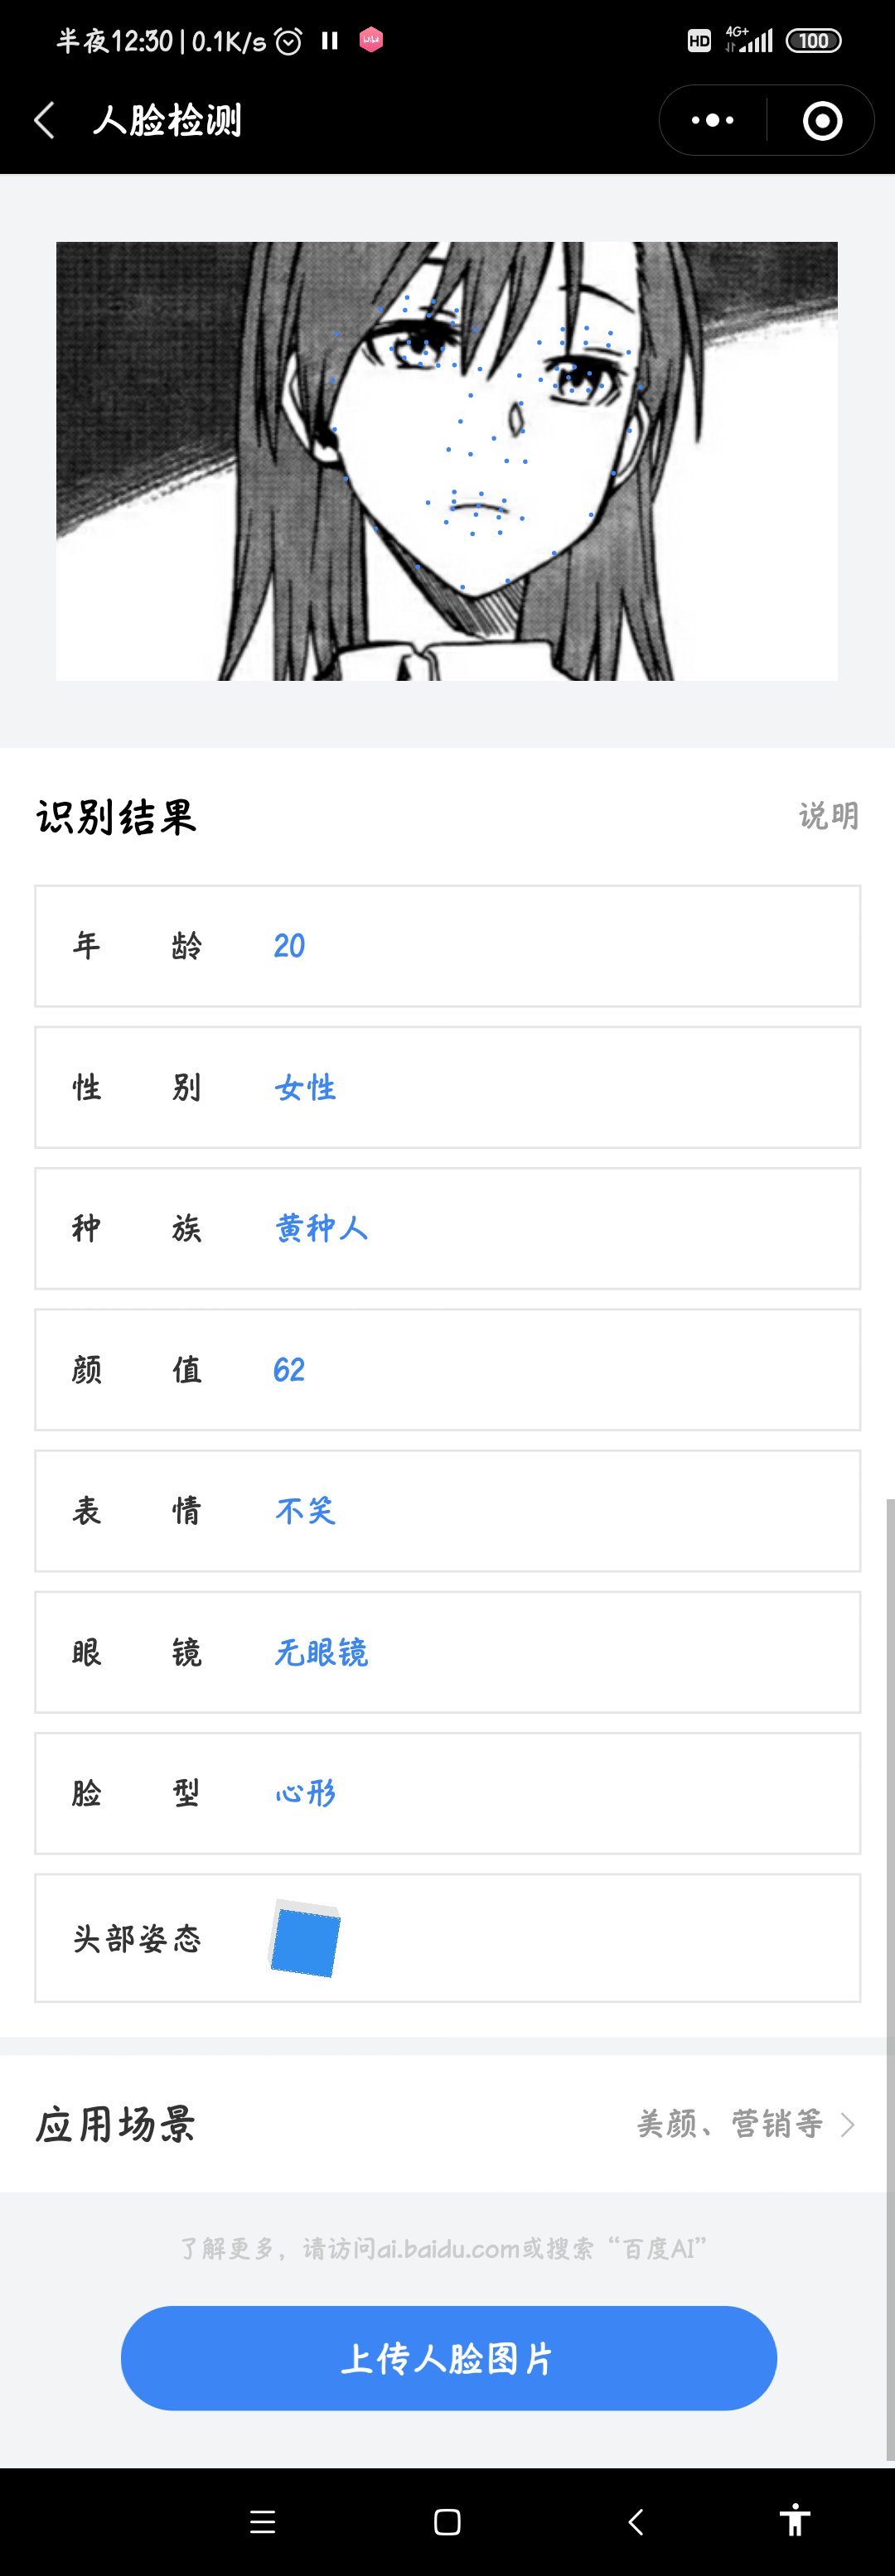 半夜12:30 | 0.1K/s HD 4G+ 100
人脸检测
识别结果 说明
年龄 20
性别 女性
种族 黄种人
颜值 62
表情 不笑
眼镜 无眼镜
脸型 心形
头部姿态
应用场景 美颜、营销等
了解更多，请访问ai.baidu.com或搜索“百度AI”
上传人脸图片